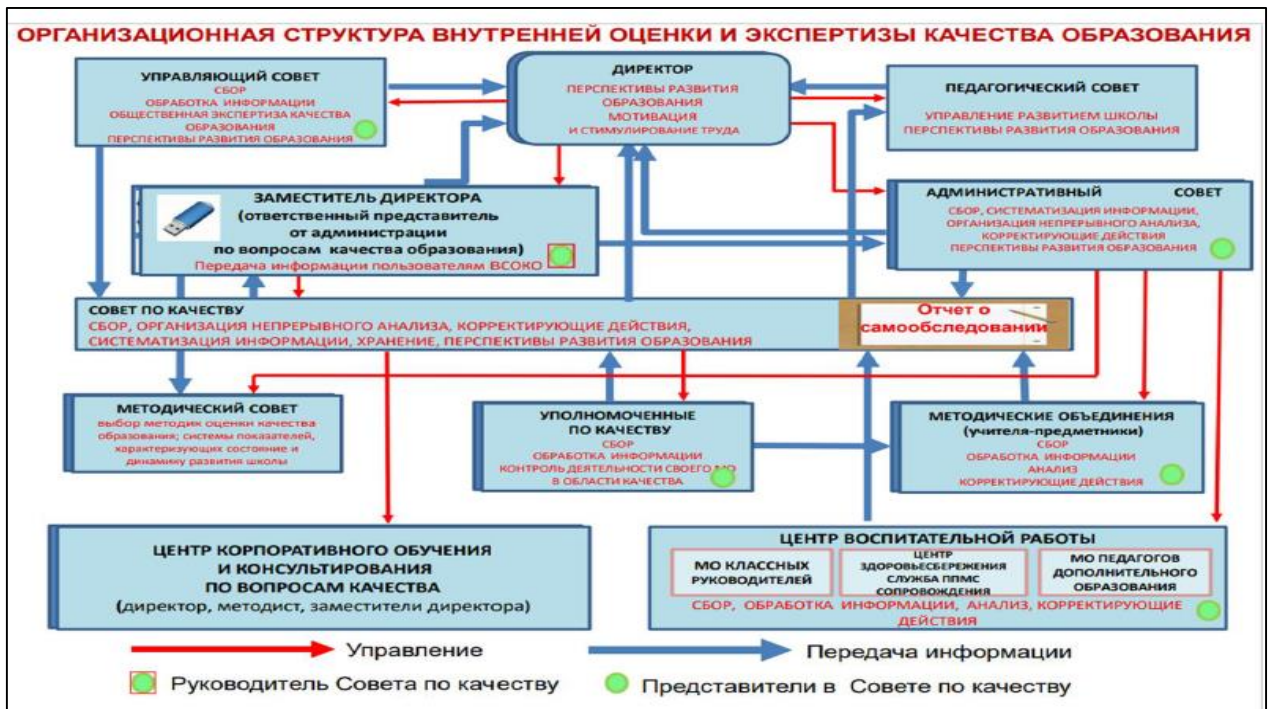 ОРГАНИЗАЦИОННАЯ СТРУКТУРА ВНУТРЕННЕЙ ОЦЕНКИ И ЭКСПЕРТИЗЫ КАЧЕСТВА ОБРАЗОВАНИЯ
УПРАВЛЯЮЩИЙ СОВЕТ
СБОР
ОБРАБОТКА ИНФОРМАЦИИ
ОБЩЕСТВЕННАЯ ЭКСПЕРТИЗА КАЧЕСТВА
ОБРАЗОВАНИЯ
ПЕРСПЕКТИВЫ РАЗВИТИЯ ОБРАЗОВАНИЯ
ДИРЕКТОР
ПЕРСПЕКТИВЫ РАЗВИТИЯ
ОБРАЗОВАНИЯ
МОТИВАЦИЯ
И СТИМУЛИРОВАНИЕ ТРУДА
ПЕДАГОГИЧЕСКИЙ СОВЕТ
УПРАВЛЕНИЕ РАЗВИТИЕМ ШКОЛЫ
ПЕРСПЕКТИВЫ РАЗВИТИЯ ОБРАЗОВАНИЯ
ЗАМЕСТИТЕЛЬ ДИРЕКТОРА
(ответственный представитель
от администрации
по вопросам качества образования)
Передача информации пользователям ВСОКО
АДМИНИСТРАТИВНЫЙ СОВЕТ
СБОР, СИСТЕМАТИЗАЦИЯ ИНФОРМАЦИИ,
ОРГАНИЗАЦИЯ НЕПРЕРЫВНОГО АНАЛИЗА,
КОРРЕКТИРУЮЩИЕ ДЕЙСТВИЯ
ПЕРСПЕКТИВЫ РАЗВИТИЯ ОБРАЗОВАНИЯ
СОВЕТ ПО КАЧЕСТВУ
СБОР, ОРГАНИЗАЦИЯ НЕПРЕРЫВНОГО АНАЛИЗА, КОРРЕКТИРУЮЩИЕ ДЕЙСТВИЯ,
СИСТЕМАТИЗАЦИЯ ИНФОРМАЦИИ, ХРАНЕНИЕ, ПЕРСПЕКТИВЫ РАЗВИТИЯ ОБРАЗОВАНИЯ
Отчет о
самообследовании
МЕТОДИЧЕСКИЙ СОВЕТ
выбор методик оценки качества
образования; системы показателей,
характеризующих состояние и
динамику развития школы
УПОЛНОМОЧЕННЫЕ
ПО КАЧЕСТВУ
СБОР
ОБРАБОТКА ИНФОРМАЦИИ
КОНТРОЛЬ ДЕЯТЕЛЬНОСТИ СВОЕГО МО
В ОБЛАСТИ КАЧЕСТВА
МЕТОДИЧЕСКИЕ ОБЪЕДИНЕНИЯ
(учителя-предметники)
СБОР
ОБРАБОТКА ИНФОРМАЦИИ
АНАЛИЗ
КОРРЕКТИРУЮЩИЕ ДЕЙСТВИЯ
ЦЕНТР КОРПОРАТИВНОГО ОБУЧЕНИЯ
И КОНСУЛЬТИРОВАНИЯ
ПО ВОПРОСАМ КАЧЕСТВА
(директор, методист, заместители директора)
ЦЕНТР ВОСПИТАТЕЛЬНОЙ РАБОТЫ
МО КЛАССНЫХ
РУКОВОДИТЕЛЕЙ
ЦЕНТР
ЗДОРОВЬЕСБЕРЕЖЕНИЯ
СЛУЖБА ППМС
СОПРОВОЖДЕНИЯ
МО ПЕДАГОГОВ
ДОПОЛНИТЕЛЬНОГО
ОБРАЗОВАНИЯ
СБОР, ОБРАБОТКА ИНФОРМАЦИИ, АНАЛИЗ, КОРРЕКТИРУЮЩИЕ
ДЕЙСТВИЯ
Управление
Передача информации
Руководитель Совета по качеству
Представители в Совете по качеству